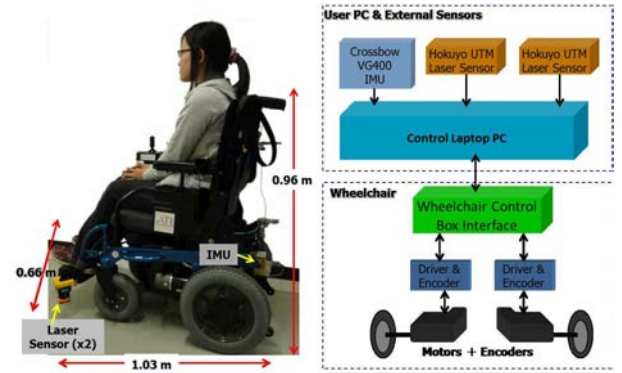 0.96 m
IMU
0.66 m
Laser
Sensor (x2)
1.03 m
User PC & External Sensors
Crossbow
VG400
IMU
Hokuyo UTM
Laser Sensor
Hokuyo UTM
Laser Sensor
Control Laptop PC
Wheelchair
Wheelchair Control
Box Interface
Driver &
Encoder
Driver &
Encoder
Motors + Encoders